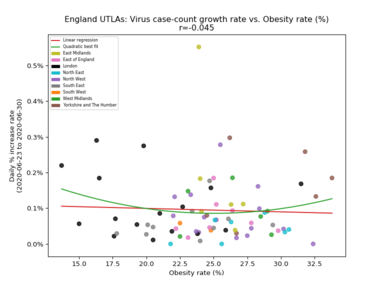 England UTLAs: Virus case-count growth rate vs. Obesity rate (%)
r=-0.045
Linear regression
Quadratic best fit
East Midlands
East of England
London
North East
North West
South East
South West
West Midlands
Yorkshire and The Humber
0.5%
0.4%
0.3%
0.2%
0.1%
0.0%
Daily % increase rate
(2020-06-23 to 2020-06-30)
15.0 17.5 20.0 22.5 25.0 27.5 30.0 32.5
Obesity rate (%)